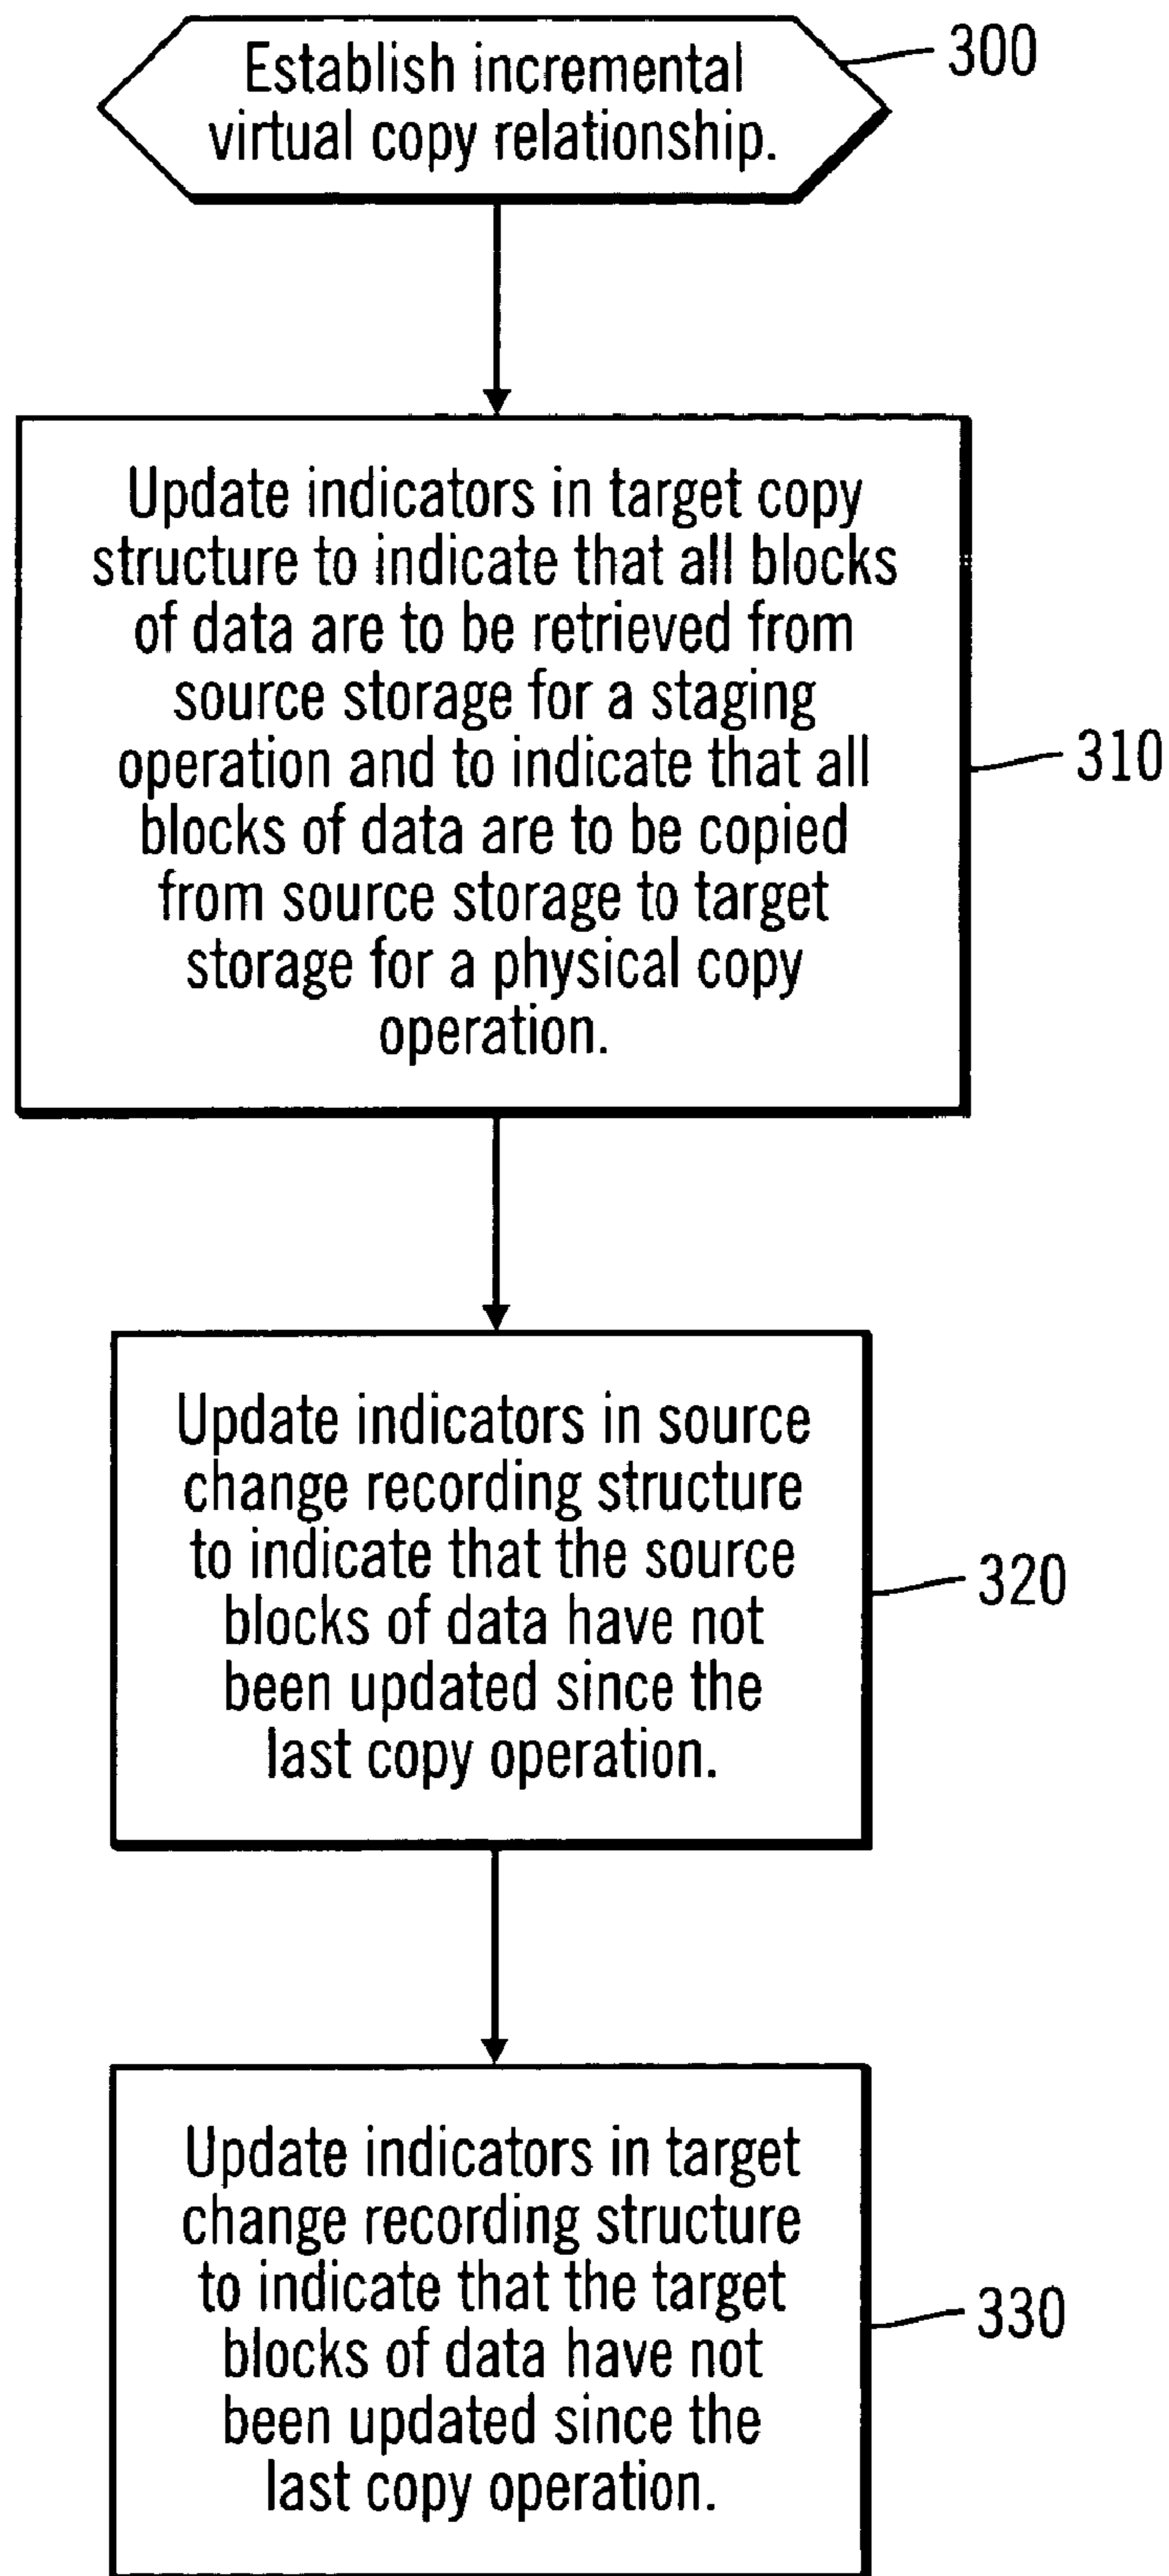 Establish incremental
virtual copy relationship.
300
Update indicators in target copy
structure to indicate that all blocks
of data are to be retrieved from
source storage for a staging
operation and to indicate that all
blocks of data are to be copied
from source storage to target
storage for a physical copy
operation.
310
Update indicators in source
change recording structure
to indicate that the source
blocks of data have not
been updated since the
last copy operation.
320
Update indicators in target
change recording structure
to indicate that the target
blocks of data have not
been updated since the
last copy operation.
330